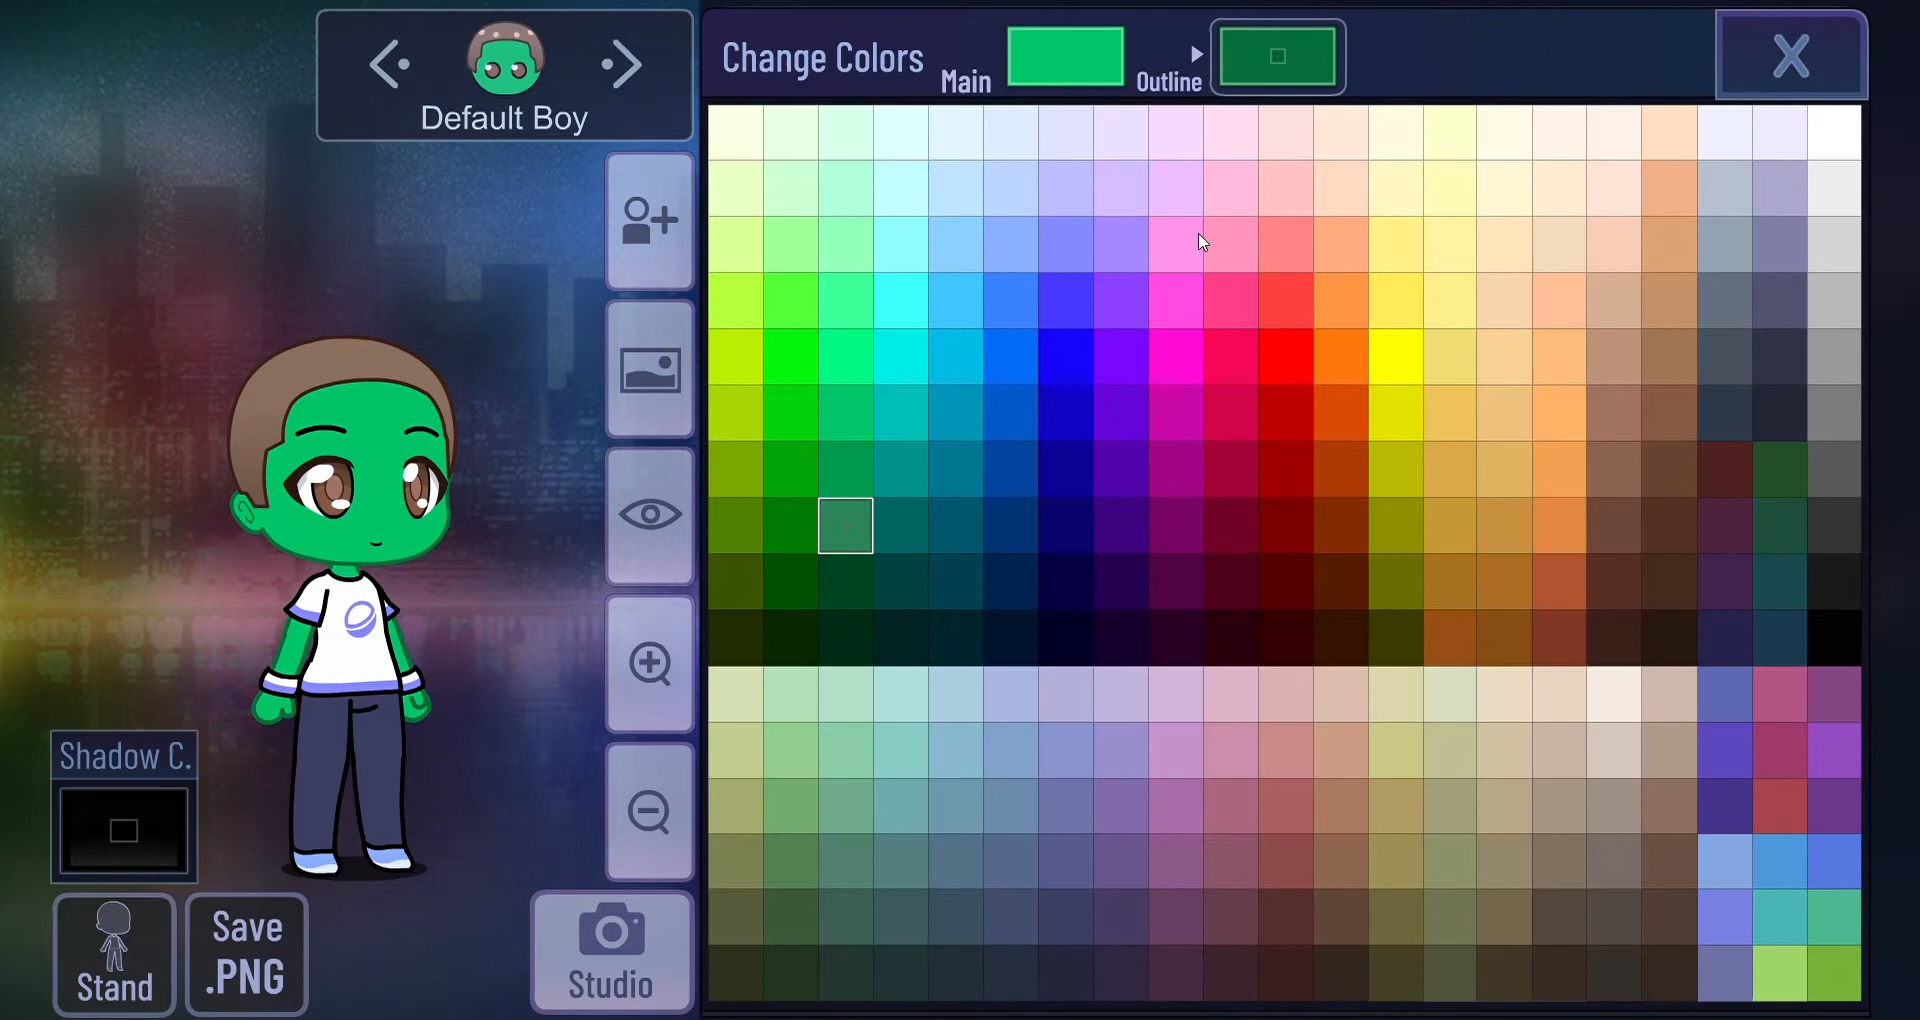 Default Boy
Change Colors
Main
Outline
X
Shadow C.
Stand
Save
.PNG
Studio